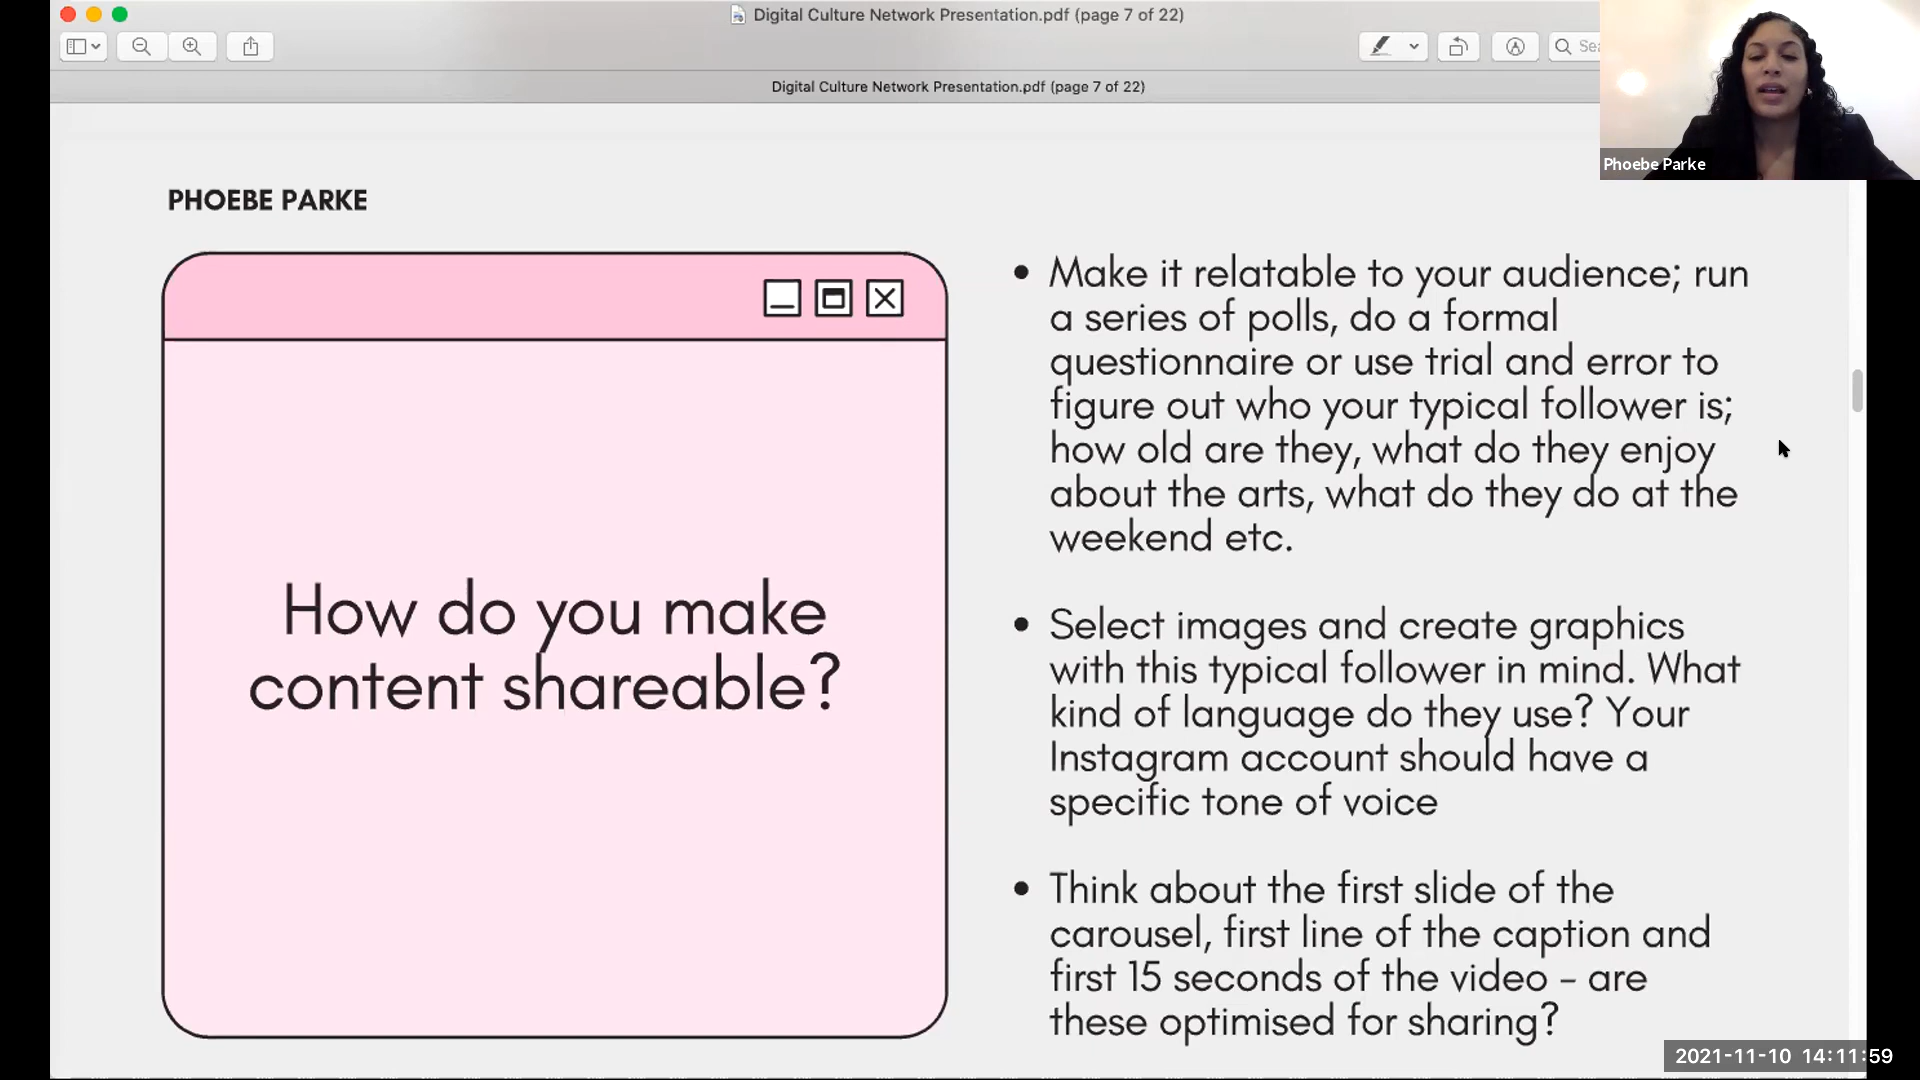 Digital Culture Network Presentation.pdf (page 7 of 22)
Digital Culture Network Presentation.pdf (page 7 of 22)
Phoebe Parke
PHOEBE PARKE
How do you make
content shareable?
• Make it relatable to your audience; run
a series of polls, do a formal
questionnaire or use trial and error to
figure out who your typical follower is;
how old are they, what do they enjoy
about the arts, what do they do at the
weekend etc.
• Select images and create graphics
with this typical follower in mind. What
kind of language do they use? Your
Instagram account should have a
specific tone of voice
• Think about the first slide of the
carousel, first line of the caption and
first 15 seconds of the video - are
these optimised for sharing?
2021-11-10 14:11:59